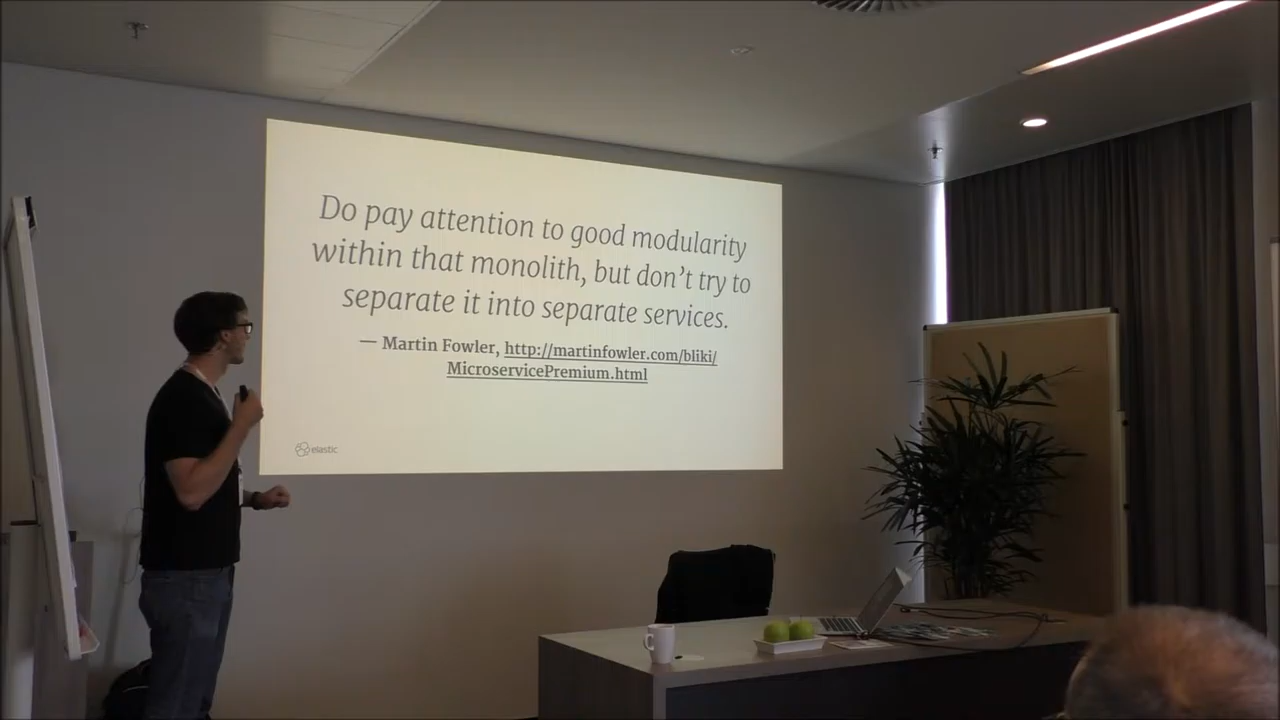 Do pay attention to good modularity
within that monolith, but don’t try to
separate it into separate services.
— Martin Fowler, http://martinfowler.com/bliki/
MicroservicePremium.html
elastic